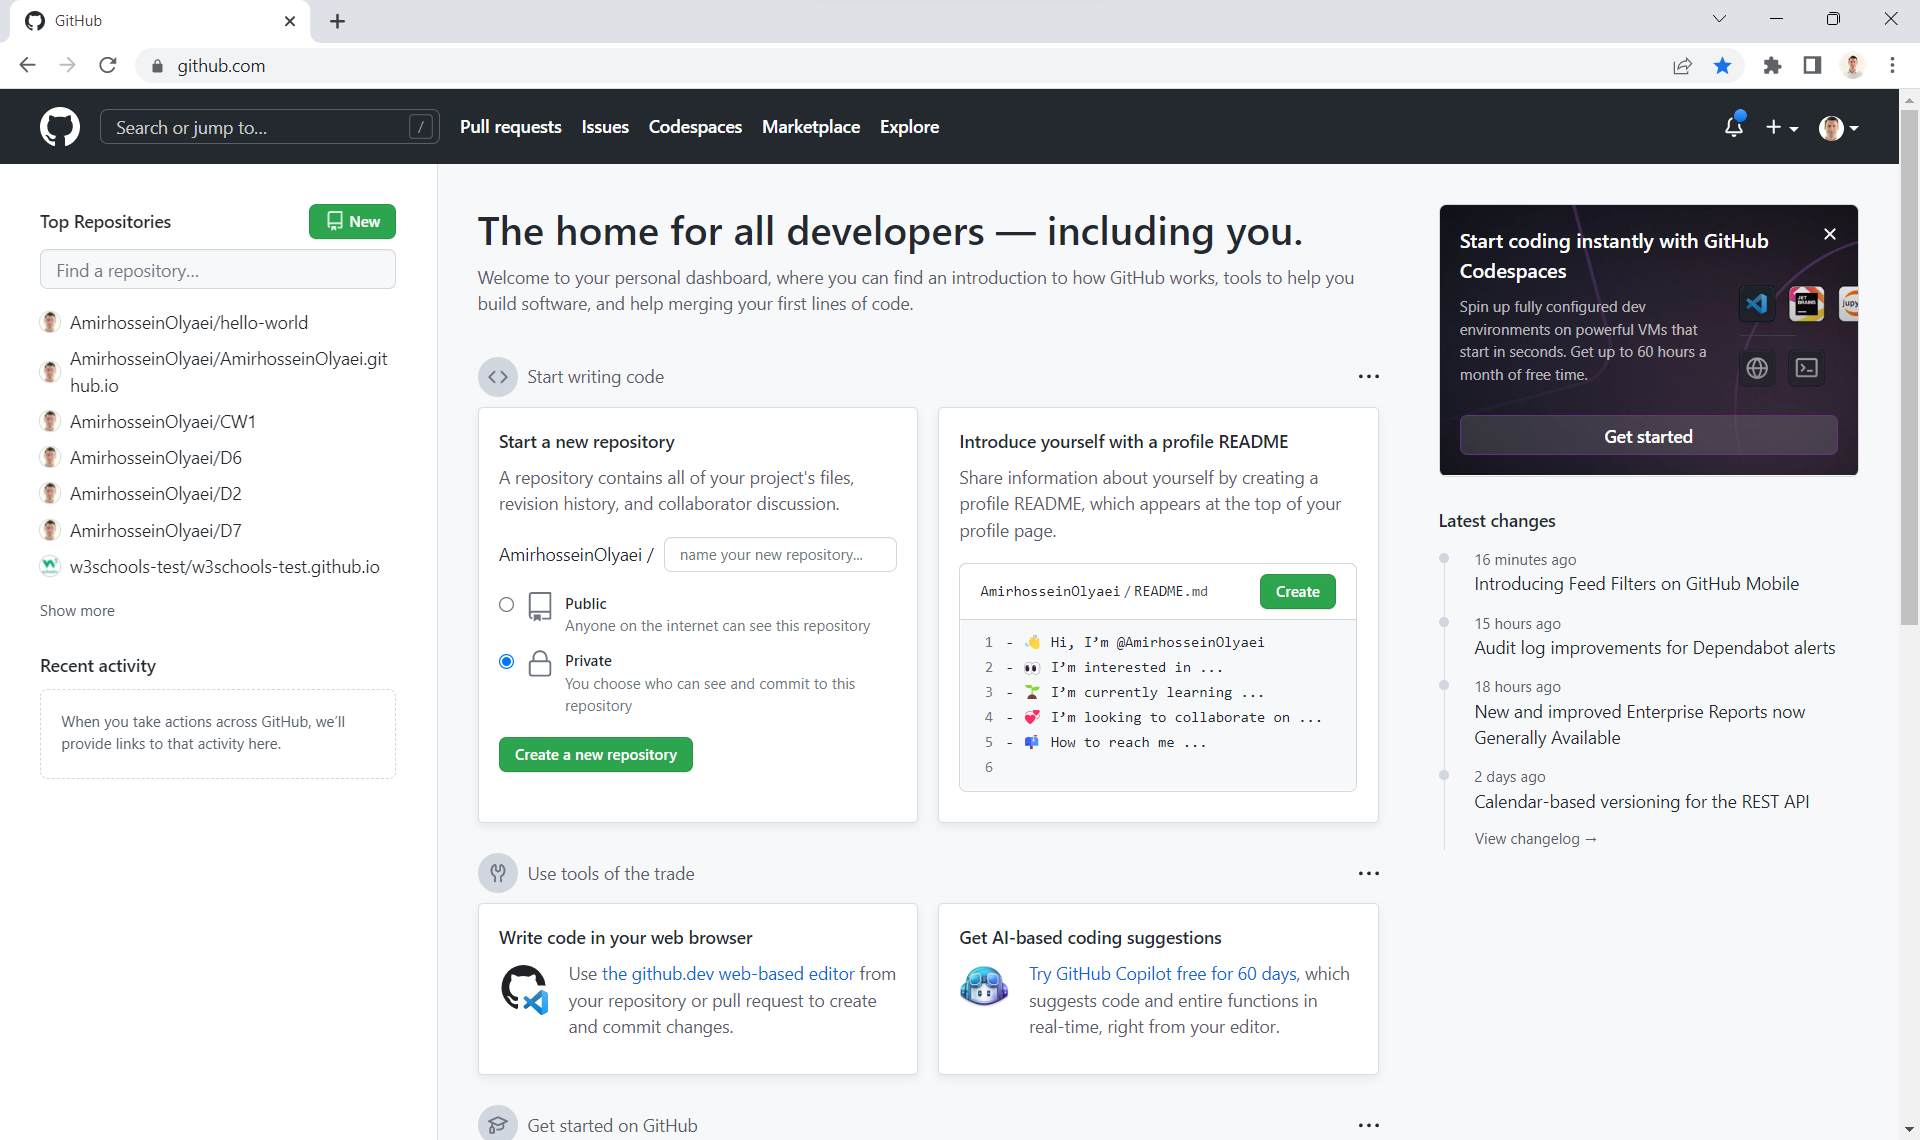 GitHub
github.com
Search or jump to...
/
Pull requests
Issues
Codespaces
Marketplace
Explore
Top Repositories
New
Find a repository...
AmirhosseinOlyaei/hello-world
AmirhosseinOlyaei/AmirhosseinOlyaei.git
hub.io
AmirhosseinOlyaei/CW1
AmirhosseinOlyaei/D6
AmirhosseinOlyaei/D2
AmirhosseinOlyaei/D7
w3schools-test/w3schools-test.github.io
Show more
Recent activity
When you take actions across GitHub, we'll
provide links to that activity here.
The home for all developers — including you.
Welcome to your personal dashboard, where you can find an introduction to how GitHub works, tools to help you
build software, and help merging your first lines of code.
Start writing code
Start a new repository
A repository contains all of your project's files,
revision history, and collaborator discussion.
AmirhosseinOlyaei /
name your new repository...
Public
Anyone on the internet can see this repository
Private
You choose who can see and commit to this
repository
Create a new repository
Introduce yourself with a profile README
Share information about yourself by creating a
profile README, which appears at the top of your
profile page.
AmirhosseinOlyaei / README.md
Create
1 - 👋 Hi, I’m @AmirhosseinOlyaei
2 - 👀 I’m interested in ...
3 - 🌱 I’m currently learning ...
4 - 💞️ I’m looking to collaborate on ...
5 - 📫 How to reach me ...
6
Use tools of the trade
Write code in your web browser
Use the github.dev web-based editor from
your repository or pull request to create
and commit changes.
Get AI-based coding suggestions
Try GitHub Copilot free for 60 days, which
suggests code and entire functions in
real-time, right from your editor.
Get started on GitHub
Start coding instantly with GitHub
Codespaces
Spin up fully configured dev
environments on powerful VMs that
start in seconds. Get up to 60 hours a
month of free time.
JET
BRAINS
jupy
Get started
Latest changes
16 minutes ago
Introducing Feed Filters on GitHub Mobile
15 hours ago
Audit log improvements for Dependabot alerts
18 hours ago
New and improved Enterprise Reports now
Generally Available
2 days ago
Calendar-based versioning for the REST API
View changelog →